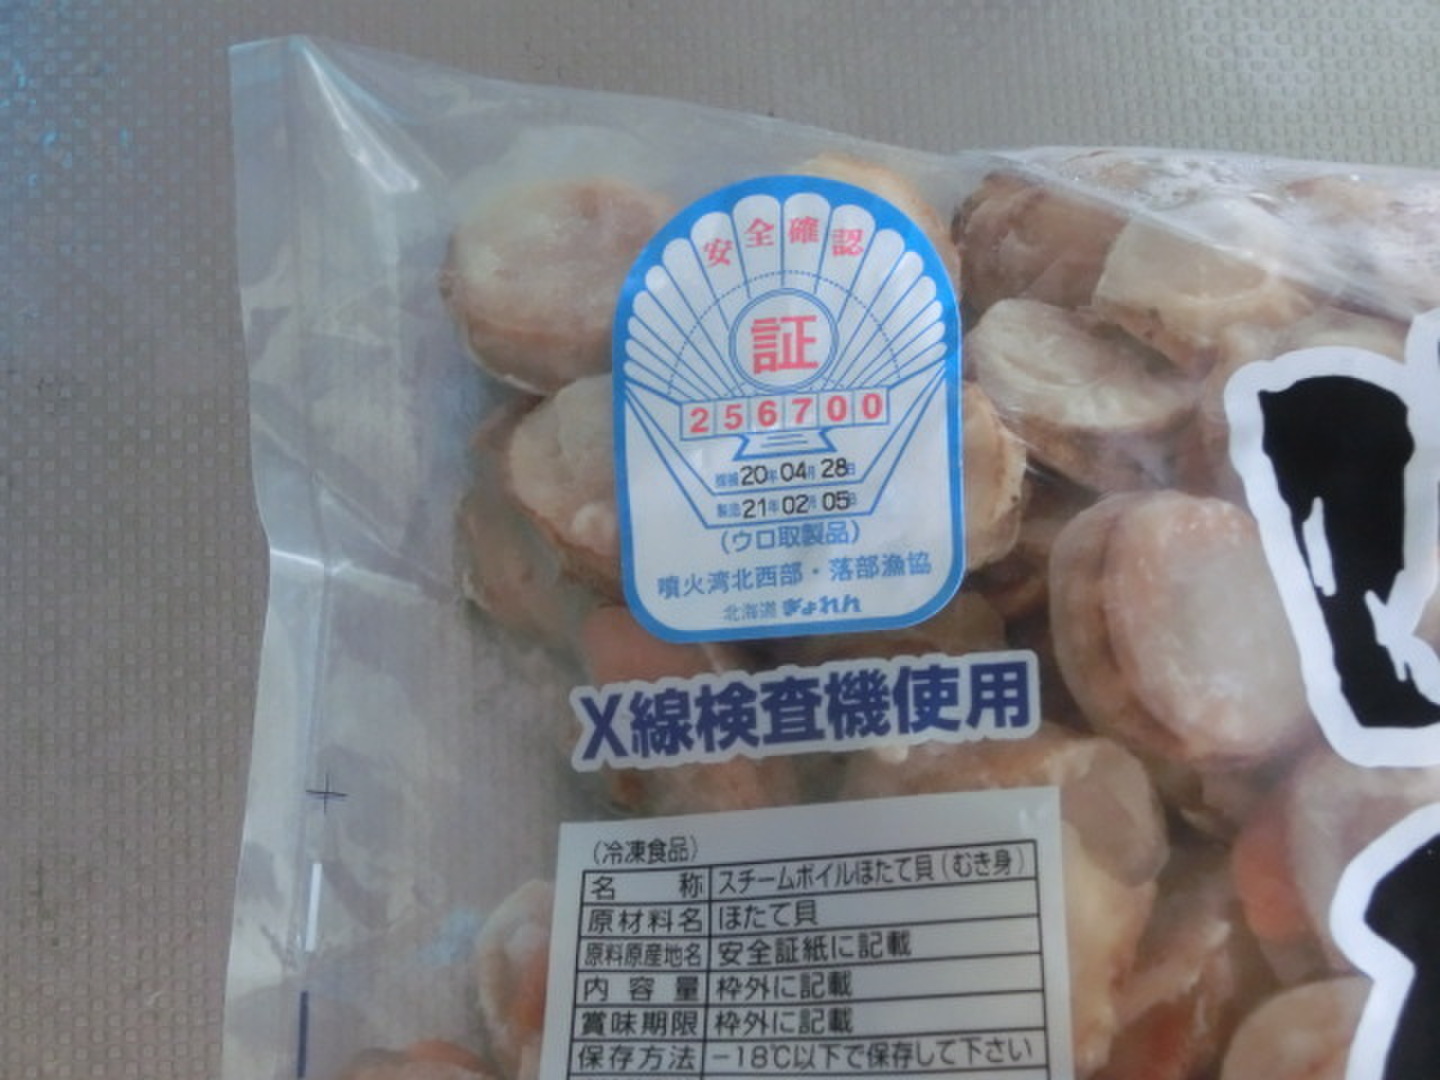 安全確認
証
256700
採捕20年04月28日
製造21年02月05日
(ウロ取製品)
噴火湾北西部・落部漁協
北海道ぎょれん
X線検査機使用
(冷凍食品)
名称 スチームボイルほたて貝(むき身)
原材料名 ほたて貝
原料原産地名 安全証紙に記載
内容量 枠外に記載
賞味期限 枠外に記載
保存方法 -18℃以下で保存して下さい